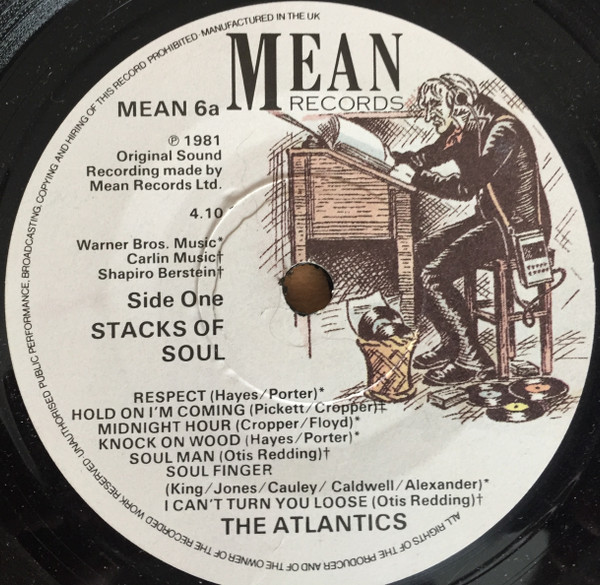 MEAN
RECORDS
MEAN 6a
℗ 1981
Original Sound
Recording made by
Mean Records Ltd.
4.10
Warner Bros. Music*
Carlin Music†
Shapiro Berstein‡
Side One
STACKS OF
SOUL
RESPECT (Hayes/Porter)*
HOLD ON I'M COMING (Pickett/Cropper)‡
MIDNIGHT HOUR (Cropper/Floyd)*
KNOCK ON WOOD (Hayes/Porter)*
SOUL MAN (Otis Redding)†
SOUL FINGER
(King/Jones/Cauley/Caldwell/Alexander)*
I CAN'T TURN YOU LOOSE (Otis Redding)†
THE ATLANTICS
ALL RIGHTS OF THE PRODUCER AND OF THE OWNER OF THE RECORDED WORK RESERVED · UNAUTHORISED PUBLIC PERFORMANCE, BROADCASTING, COPYING AND HIRING OF THIS RECORD PROHIBITED · MANUFACTURED IN THE UK